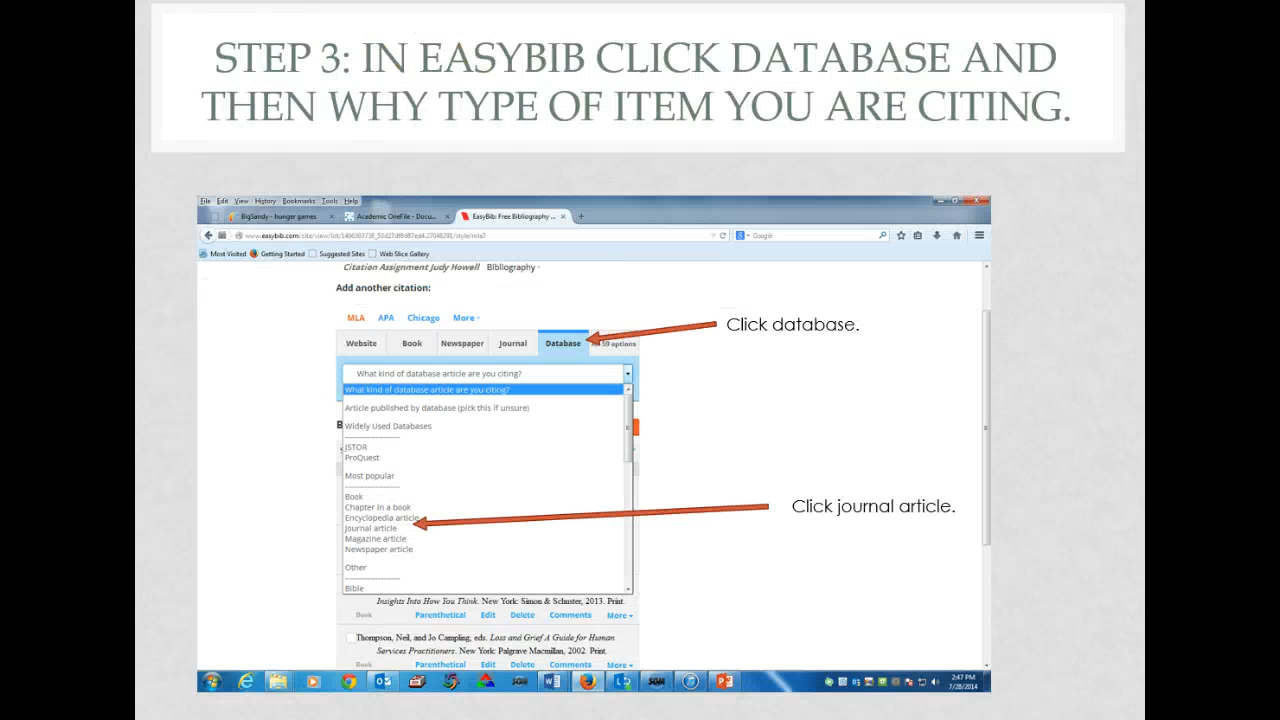 STEP 3: IN EASYBIB CLICK DATABASE AND
THEN WHY TYPE OF ITEM YOU ARE CITING.
File Edit View History Bookmarks Tools Help
BigSandy - hunger games
Academic OneFile - Docu...
EasyBib: Free Bibliography ...
Google
Most Visited Getting Started Suggested Sites Web Slice Gallery
Citation Assignment Judy Howell Bibliography
Add another citation:
MLA APA Chicago More
Click database.
Website Book Newspaper Journal Database 59 options
What kind of database article are you citing?
What kind of database article are you citing?
Article published by database (pick this if unsure)
Widely Used Databases
--------------------
JSTOR
ProQuest
Most popular
--------------------
Book
Chapter in a book
Click journal article.
Encyclopedia article
Journal article
Magazine article
Newspaper article
Other
--------------------
Bible
Insights Into How You Think. New York: Simon & Schuster, 2013. Print.
Book Parenthetical Edit Delete Comments More
Thompson, Neil, and Jo Campling, eds. Loss and Grief A Guide for Human
Services Practitioners. New York: Palgrave Macmillan, 2002. Print.
Book Parenthetical Edit Delete Comments More
2:47 PM
7/28/2014